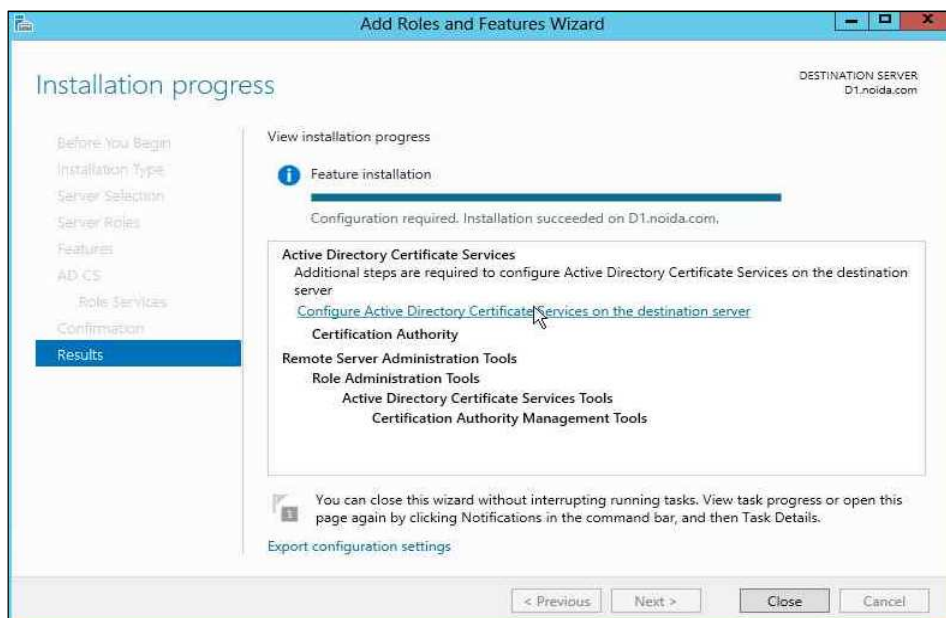 Add Roles and Features Wizard
Installation progress
DESTINATION SERVER
D1.noida.com
Before You Begin
Installation Type
Server Selection
Server Roles
Features
AD CS
Role Services
Confirmation
Results
View installation progress
Feature installation
Configuration required. Installation succeeded on D1.noida.com.
Active Directory Certificate Services
Additional steps are required to configure Active Directory Certificate Services on the destination
server
Configure Active Directory Certificate Services on the destination server
Certification Authority
Remote Server Administration Tools
Role Administration Tools
Active Directory Certificate Services Tools
Certification Authority Management Tools
You can close this wizard without interrupting running tasks. View task progress or open this
page again by clicking Notifications in the command bar, and then Task Details.
Export configuration settings
< Previous
Next >
Close
Cancel